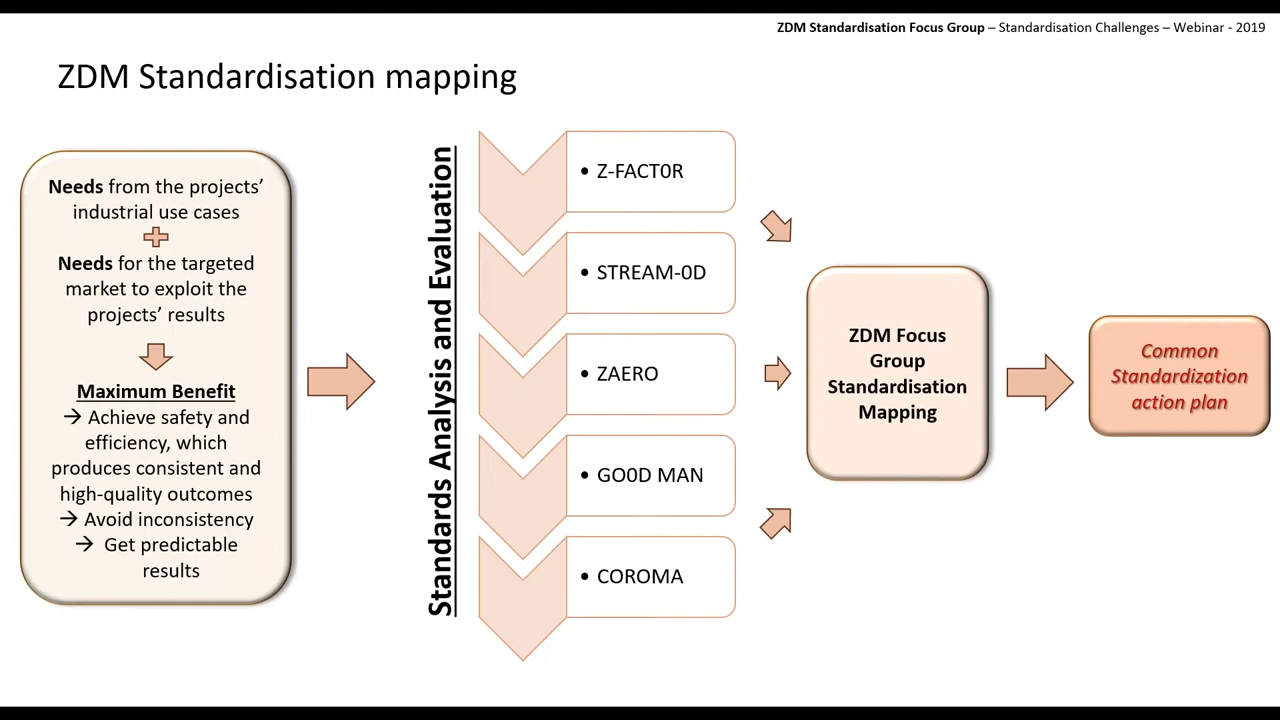 ZDM Standardisation Focus Group – Standardisation Challenges – Webinar - 2019
ZDM Standardisation mapping
Needs from the projects’
industrial use cases
Needs for the targeted
market to exploit the
projects’ results
Maximum Benefit
→ Achieve safety and
efficiency, which
produces consistent and
high-quality outcomes
→ Avoid inconsistency
→ Get predictable
results
Standards Analysis and Evaluation
• Z-FACT0R
• STREAM-0D
• ZAERO
• GO0D MAN
• COROMA
ZDM Focus
Group
Standardisation
Mapping
Common
Standardization
action plan